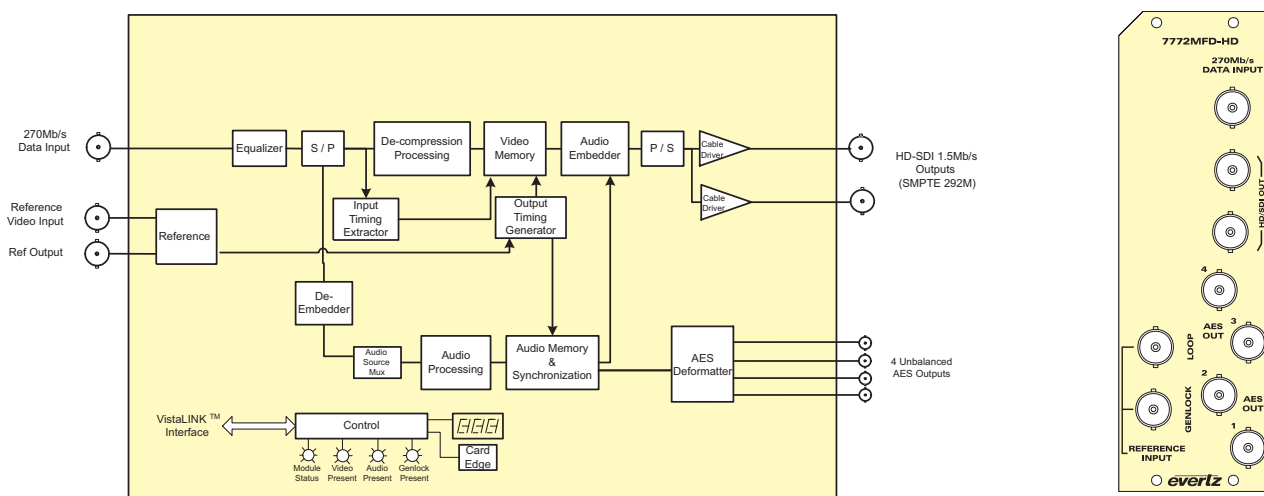 270Mb/s
Data Input
Reference
Video Input
Ref Output
Equalizer
S / P
De-compression
Processing
Video
Memory
Audio
Embedder
P / S
Cable
Driver
Cable
Driver
HD-SDI 1.5Mb/s
Outputs
(SMPTE 292M)
Input
Timing
Extractor
Output
Timing
Generator
Reference
De-
Embedder
Audio
Source
Mux
Audio
Processing
Audio Memory
&
Synchronization
AES
Deformatter
4 Unbalanced
AES Outputs
VistaLINK TM
Interface
Control
Card
Edge
Module
Status
Video
Present
Audio
Present
Genlock
Present
7772MFD-HD
270Mb/s
DATA INPUT
HD/SDI OUT
4
AES
OUT
3
LOOP
2
AES
OUT
GENLOCK
1
REFERENCE
INPUT
everlz